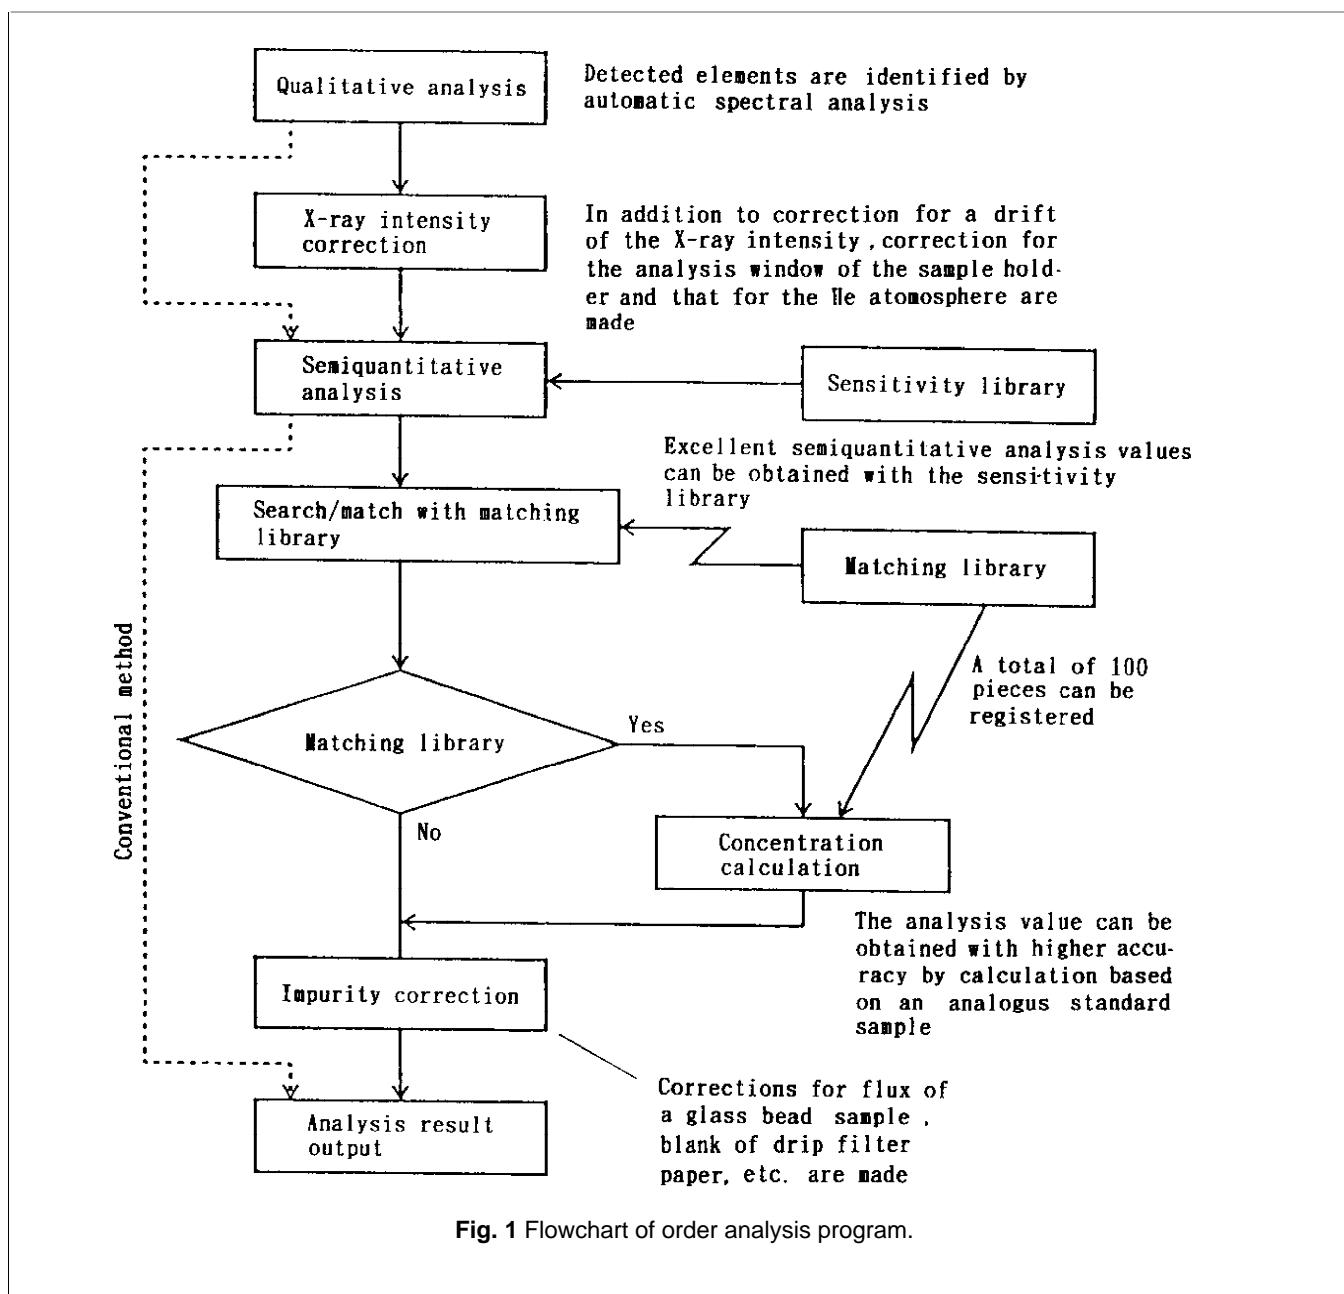 Qualitative analysis
Detected elements are identified by
automatic spectral analysis
X-ray intensity
correction
In addition to correction for a drift
of the X-ray intensity, correction for
the analysis window of the sample hold-
er and that for the He atomosphere are
made
Semiquantitative
analysis
Sensitivity library
Excellent semiquantitative analysis values
can be obtained with the sensitivity
library
Search/match with matching
library
Matching library
A total of 100
pieces can be
registered
Conventional method
Matching library
Yes
No
Concentration
calculation
The analysis value can be
obtained with higher accu-
racy by calculation based
on an analogus standard
sample
Impurity correction
Corrections for flux of
a glass bead sample,
blank of drip filter
paper, etc. are made
Analysis result
output
Fig. 1 Flowchart of order analysis program.